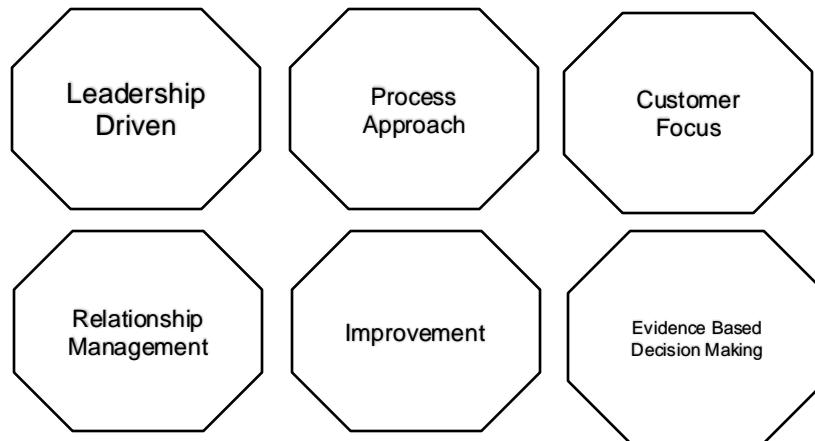 Leadership
Driven
Process
Approach
Customer
Focus
Relationship
Management
Improvement
Evidence Based
Decision Making